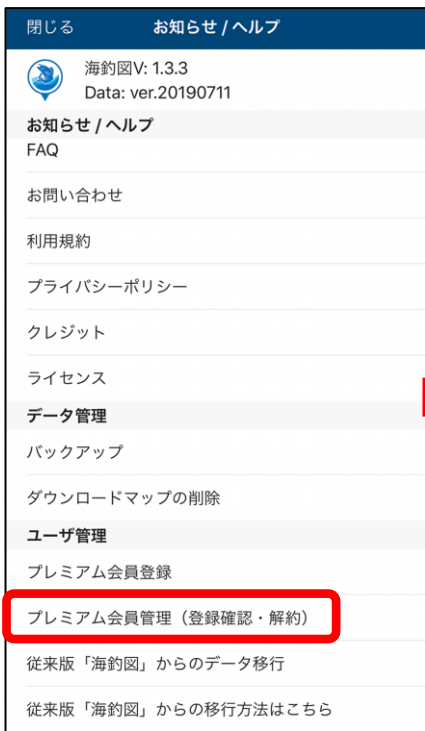 閉じる お知らせ / ヘルプ
海釣図V: 1.3.3
Data: ver.20190711
お知らせ / ヘルプ
FAQ
お問い合わせ
利用規約
プライバシーポリシー
クレジット
ライセンス
データ管理
バックアップ
ダウンロードマップの削除
ユーザ管理
プレミアム会員登録
プレミアム会員管理（登録確認・解約）
従来版「海釣図」からのデータ移行
従来版「海釣図」からの移行方法はこちら